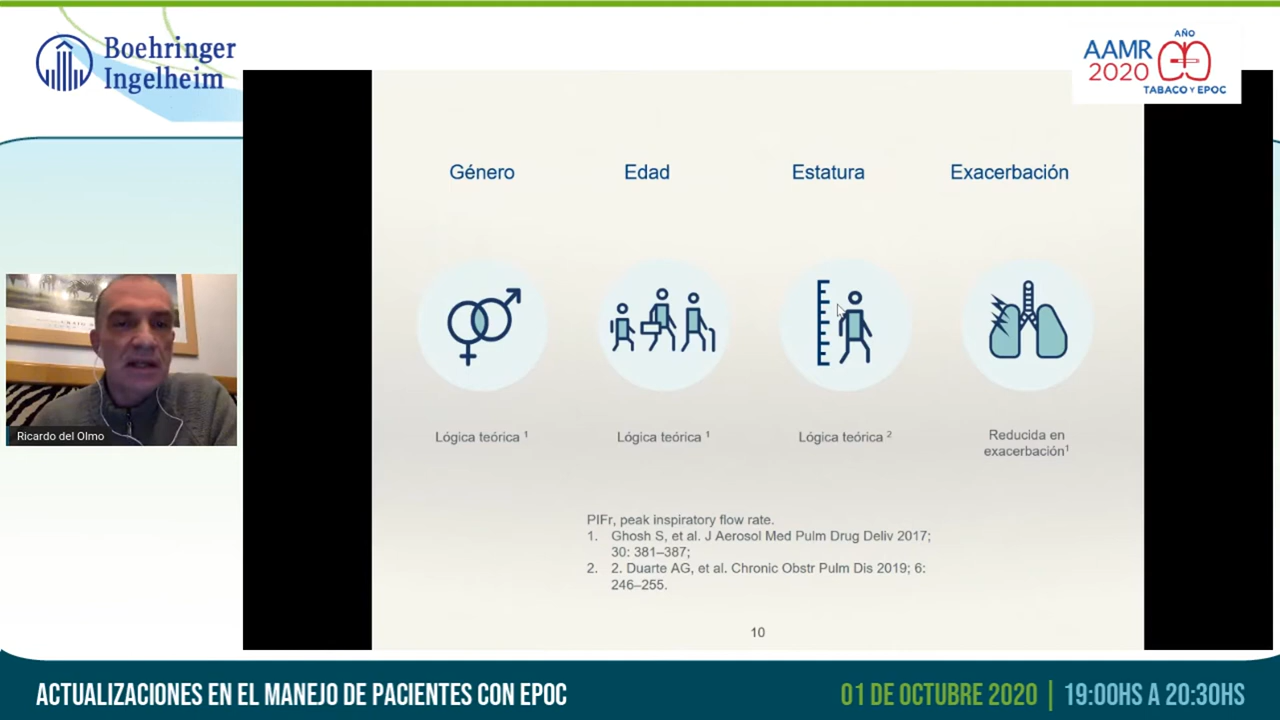 Boehringer
Ingelheim
AÑO
AAMR
2020
TABACO Y EPOC
Género
Edad
Estatura
Exacerbación
Lógica teórica ¹
Lógica teórica ¹
Lógica teórica ²
Reducida en
exacerbación¹
PIFr, peak inspiratory flow rate.
1. Ghosh S, et al. J Aerosol Med Pulm Drug Deliv 2017;
30: 381–387;
2. 2. Duarte AG, et al. Chronic Obstr Pulm Dis 2019; 6:
246–255.
10
Ricardo del Olmo
ACTUALIZACIONES EN EL MANEJO DE PACIENTES CON EPOC
01 DE OCTUBRE 2020 | 19:00HS A 20:30HS